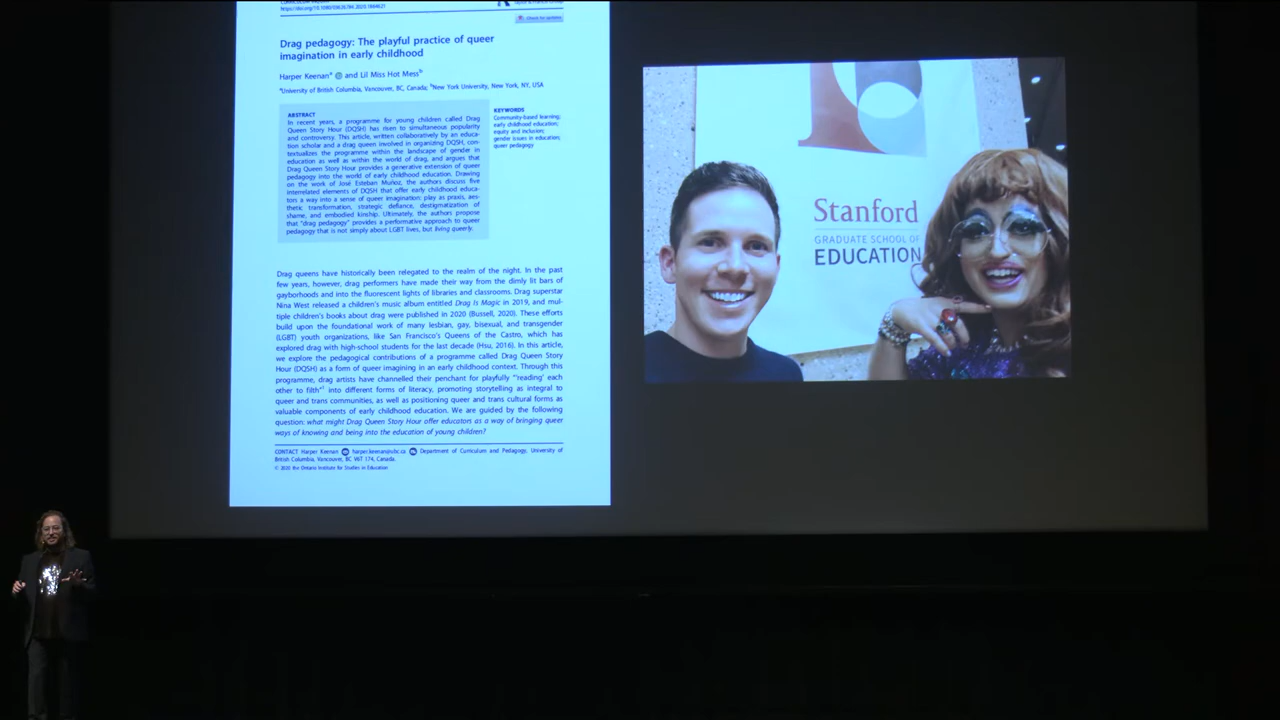 Check for updates
Drag pedagogy: The playful practice of queer
imagination in early childhood
Harper Keenanᵃ and Lil Miss Hot Messᵇ
ᵃUniversity of British Columbia, Vancouver, BC, Canada; ᵇNew York University, New York, NY, USA
ABSTRACT
In recent years, a programme for young children called Drag
Queen Story Hour (DQSH) has risen to simultaneous popularity
and controversy. This article, written collaboratively by an educa-
tion scholar and a drag queen involved in organizing DQSH, con-
textualizes the programme within the landscape of gender in
education as well as within the world of drag, and argues that
Drag Queen Story Hour provides a generative extension of queer
pedagogy into the world of early childhood education. Drawing
on the work of José Esteban Muñoz, the authors discuss five
interrelated elements of DQSH that offer early childhood educa-
tors a way into a sense of queer imagination: play as praxis, aes-
thetic transformation, strategic defiance, destigmatization of
shame, and embodied kinship. Ultimately, the authors propose
that "drag pedagogy" provides a performative approach to queer
pedagogy that is not simply about LGBT lives, but living queerly.
KEYWORDS
Community-based learning;
early childhood education;
equity and inclusion;
gender issues in education;
queer pedagogy
Drag queens have historically been relegated to the realm of the night. In the past
few years, however, drag performers have made their way from the dimly lit bars of
gayborhoods and into the fluorescent lights of libraries and classrooms. Drag superstar
Nina West released a children's music album entitled Drag Is Magic in 2019, and mul-
tiple children's books about drag were published in 2020 (Bussell, 2020). These efforts
build upon the foundational work of many lesbian, gay, bisexual, and transgender
(LGBT) youth organizations, like San Francisco's Queens of the Castro, which has
explored drag with high-school students for the last decade (Hsu, 2016). In this article,
we explore the pedagogical contributions of a programme called Drag Queen Story
Hour (DQSH) as a form of queer imagining in an early childhood context. Through this
programme, drag artists have channelled their penchant for playfully "'reading' each
other to filth"¹ into different forms of literacy, promoting storytelling as integral to
queer and trans communities, as well as positioning queer and trans cultural forms as
valuable components of early childhood education. We are guided by the following
question: what might Drag Queen Story Hour offer educators as a way of bringing queer
ways of knowing and being into the education of young children?
CONTACT Harper Keenan harper.keenan@ubc.ca Department of Curriculum and Pedagogy, University of
British Columbia, Vancouver, BC V6T 1Z4, Canada.
© 2020 the Ontario Institute for Studies in Education
Stanford
GRADUATE SCHOOL OF
EDUCATION